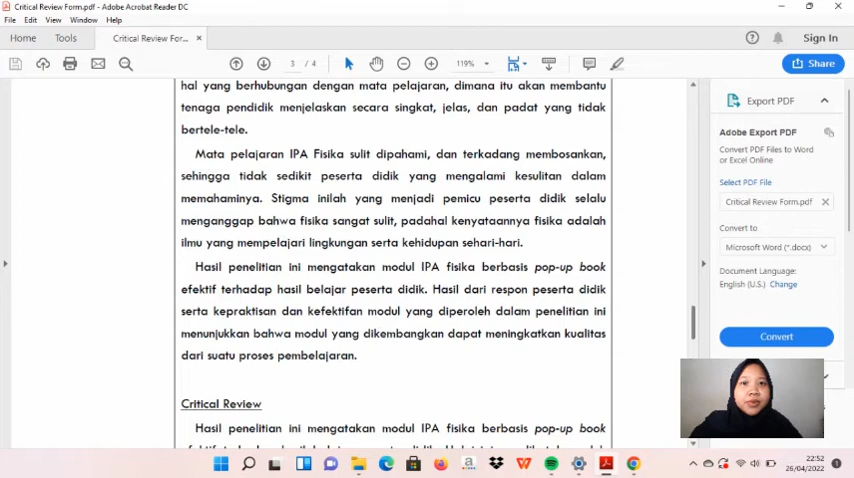 Critical Review Form.pdf - Adobe Acrobat Reader DC
File Edit View Window Help
Home Tools Critical Review For... ×
Sign In
3 / 4
119%
Share
hal yang berhubungan dengan mata pelajaran, dimana itu akan membantu
tenaga pendidik menjelaskan secara singkat, jelas, dan padat yang tidak
bertele-tele.
Mata pelajaran IPA Fisika sulit dipahami, dan terkadang membosankan,
sehingga tidak sedikit peserta didik yang mengalami kesulitan dalam
memahaminya. Stigma inilah yang menjadi pemicu peserta didik selalu
menganggap bahwa fisika sangat sulit, padahal kenyataannya fisika adalah
ilmu yang mempelajari lingkungan serta kehidupan sehari-hari.
Hasil penelitian ini mengatakan modul IPA fisika berbasis pop-up book
efektif terhadap hasil belajar peserta didik. Hasil dari respon peserta didik
serta kepraktisan dan kefektifan modul yang diperoleh dalam penelitian ini
menunjukkan bahwa modul yang dikembangkan dapat meningkatkan kualitas
dari suatu proses pembelajaran.
Critical Review
Hasil penelitian ini mengatakan modul IPA fisika berbasis pop-up book
Export PDF
Adobe Export PDF
Convert PDF Files to Word
or Excel Online
Select PDF File
Critical Review Form.pdf ×
Convert to
Microsoft Word (*.docx)
Document Language:
English (U.S.) Change
Convert
22:52
26/04/2022